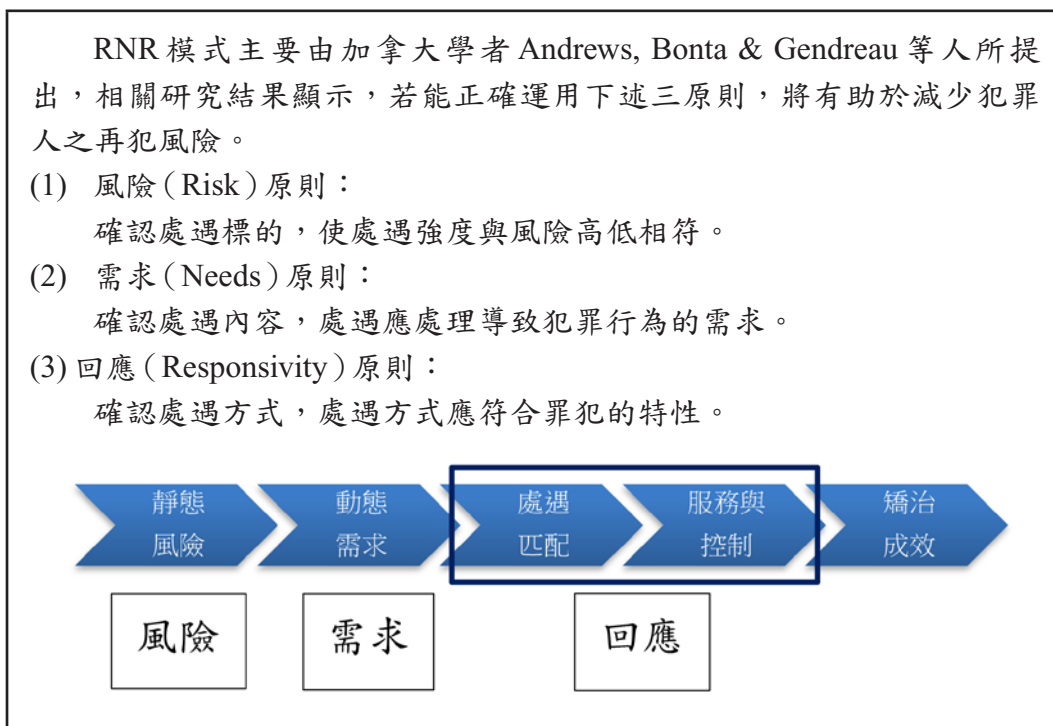 RNR 模式主要由加拿大學者 Andrews, Bonta & Gendreau 等人所提
出，相關研究結果顯示，若能正確運用下述三原則，將有助於減少犯罪
人之再犯風險。
(1) 風險（Risk）原則：
確認處遇標的，使處遇強度與風險高低相符。
(2) 需求（Needs）原則：
確認處遇內容，處遇應處理導致犯罪行為的需求。
(3) 回應（Responsivity）原則：
確認處遇方式，處遇方式應符合罪犯的特性。
靜態
風險
動態
需求
處遇
匹配
服務與
控制
矯治
成效
風險
需求
回應